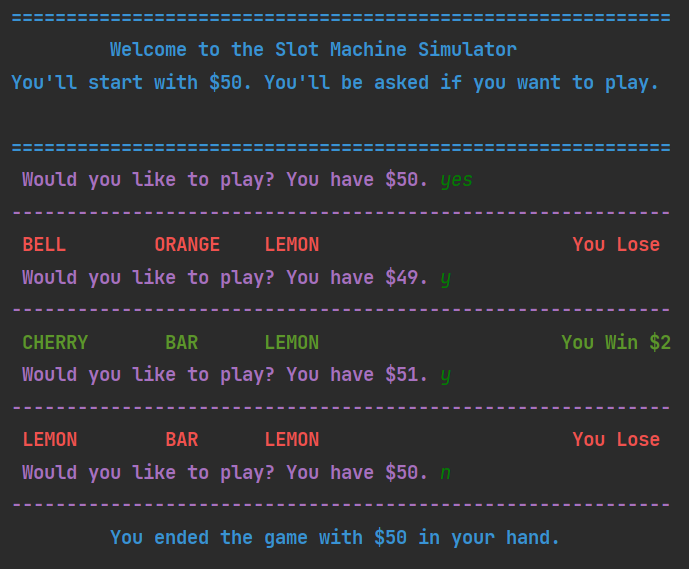 ============================================================
Welcome to the Slot Machine Simulator
You'll start with $50. You'll be asked if you want to play.
============================================================
Would you like to play? You have $50. yes
------------------------------------------------------------
BELL ORANGE LEMON You Lose
Would you like to play? You have $49. y
------------------------------------------------------------
CHERRY BAR LEMON You Win $2
Would you like to play? You have $51. y
------------------------------------------------------------
LEMON BAR LEMON You Lose
Would you like to play? You have $50. n
------------------------------------------------------------
You ended the game with $50 in your hand.